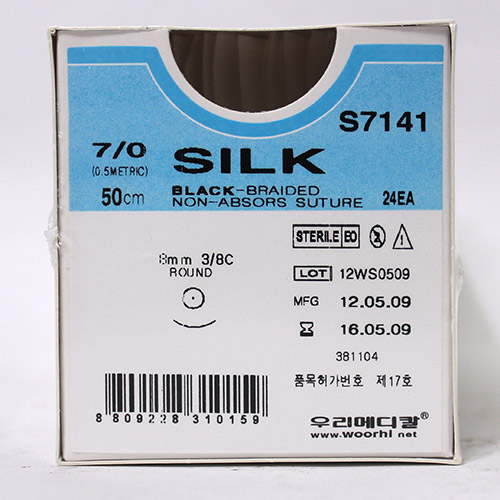 S7141
7/0
(0.5METRIC)
50cm
SILK
BLACK-BRAIDED
NON-ABSORS SUTURE
24EA
STERILE EO
8mm 3/8C
ROUND
LOT 12WS0509
MFG 12.05.09
16.05.09
381104
품목허가번호 제17호
8 809228 310159
우리메디칼®
www.woorhi.net